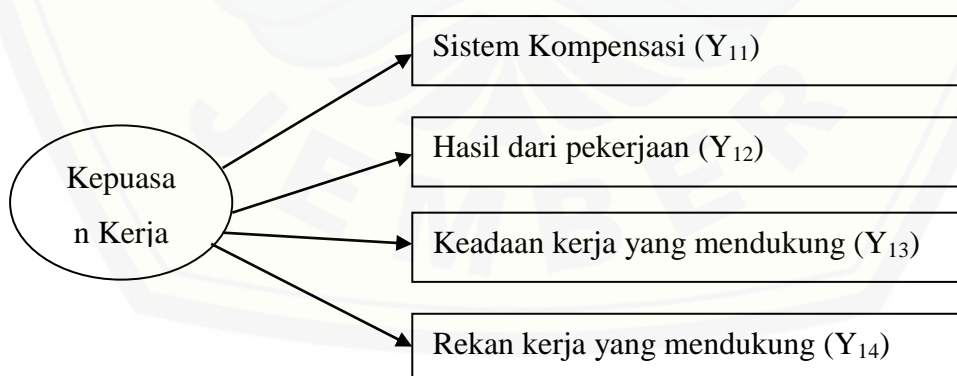 Sistem Kompensasi (Y₁₁)
Hasil dari pekerjaan (Y₁₂)
Kepuasa
n Kerja
Keadaan kerja yang mendukung (Y₁₃)
Rekan kerja yang mendukung (Y₁₄)
JEMBER